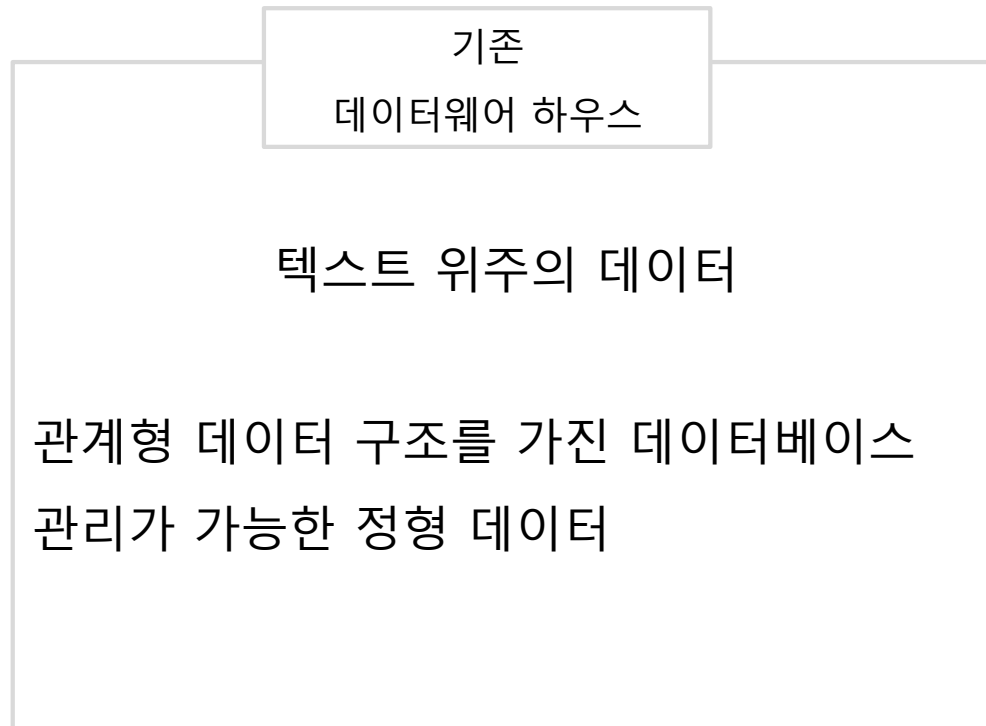 기존
데이터웨어 하우스
텍스트 위주의 데이터
관계형 데이터 구조를 가진 데이터베이스
관리가 가능한 정형 데이터